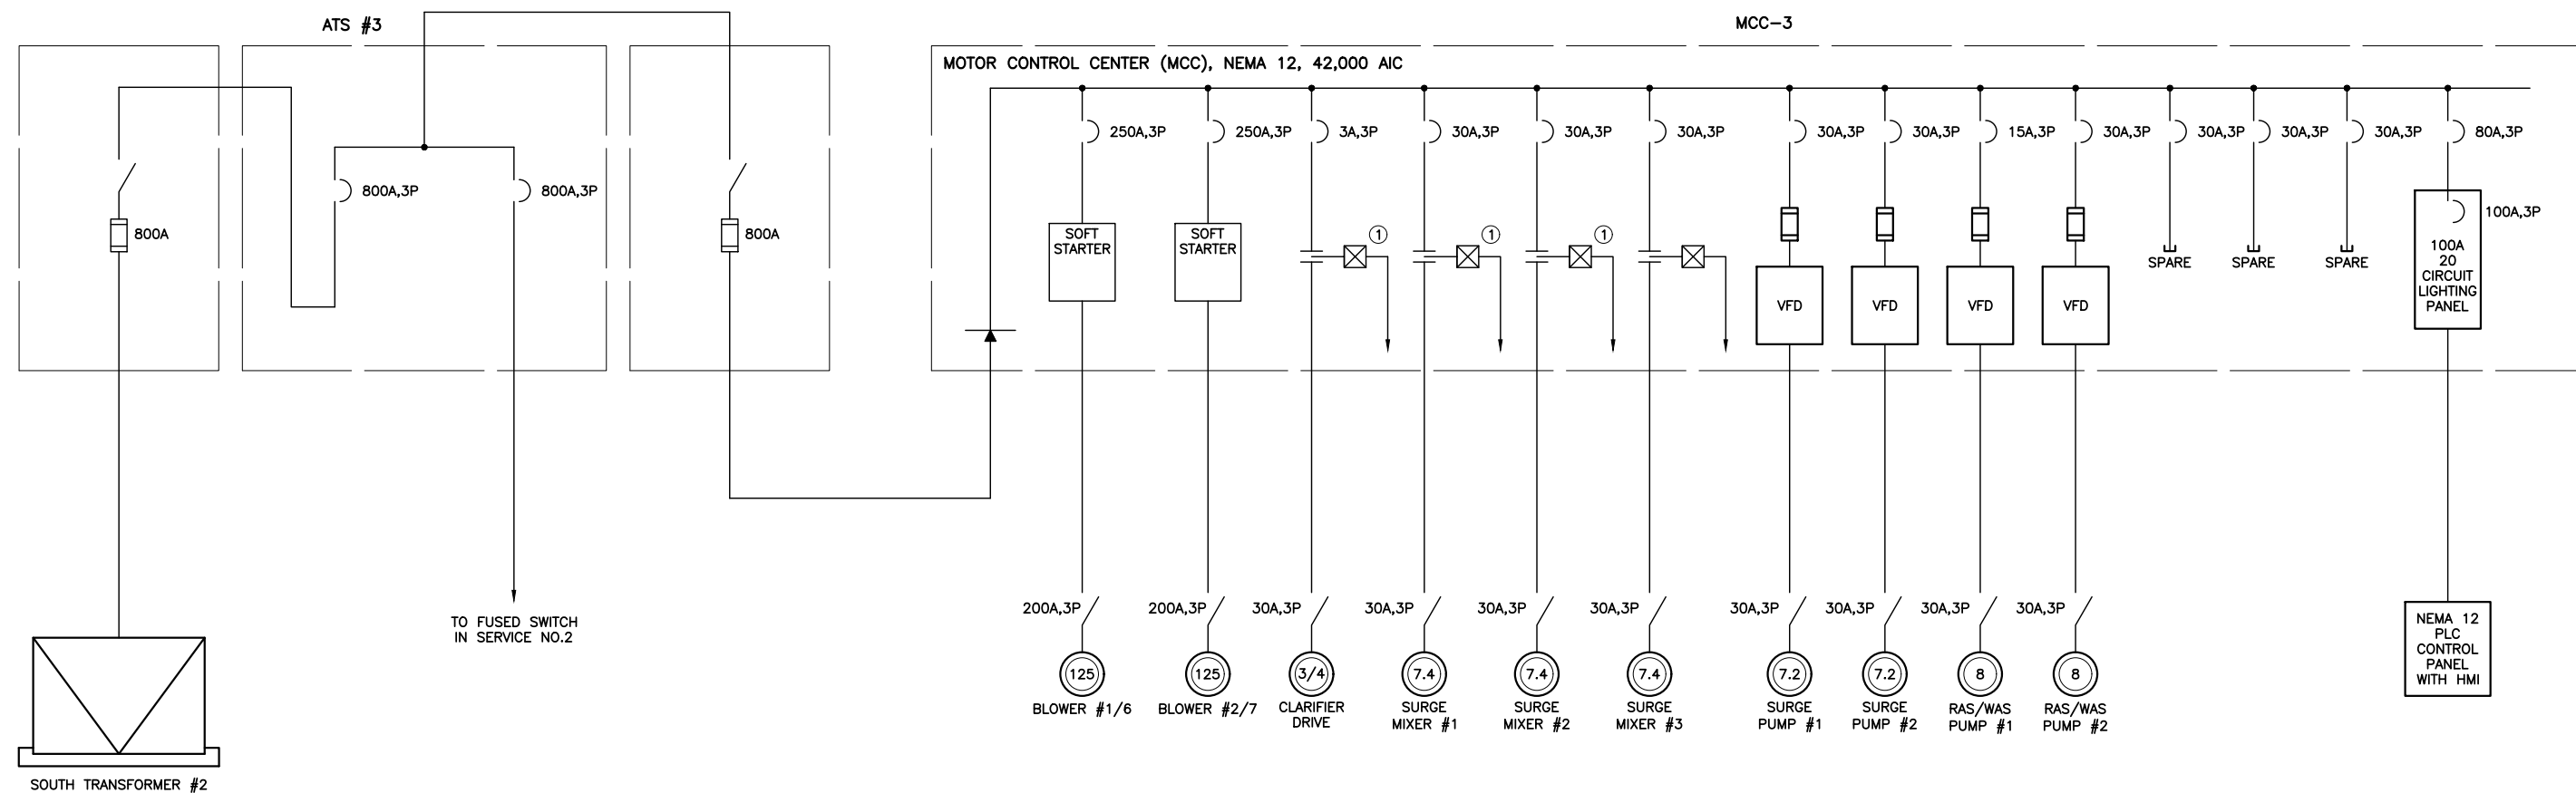 ATS #3
MCC-3
MOTOR CONTROL CENTER (MCC), NEMA 12, 42,000 AIC
250A,3P
250A,3P
3A,3P
30A,3P
30A,3P
30A,3P
30A,3P
30A,3P
15A,3P
30A,3P
30A,3P
30A,3P
30A,3P
80A,3P
800A,3P
800A,3P
800A
800A
SOFT
STARTER
SOFT
STARTER
1
1
1
100A,3P
100A
20
CIRCUIT
LIGHTING
PANEL
SPARE
SPARE
SPARE
VFD
VFD
VFD
VFD
TO FUSED SWITCH
IN SERVICE NO.2
200A,3P
200A,3P
30A,3P
30A,3P
30A,3P
30A,3P
30A,3P
30A,3P
30A,3P
30A,3P
125
125
3/4
7.4
7.4
7.4
7.2
7.2
8
8
BLOWER #1/6
BLOWER #2/7
CLARIFIER
DRIVE
SURGE
MIXER #1
SURGE
MIXER #2
SURGE
MIXER #3
SURGE
PUMP #1
SURGE
PUMP #2
RAS/WAS
PUMP #1
RAS/WAS
PUMP #2
NEMA 12
PLC
CONTROL
PANEL
WITH HMI
SOUTH TRANSFORMER #2